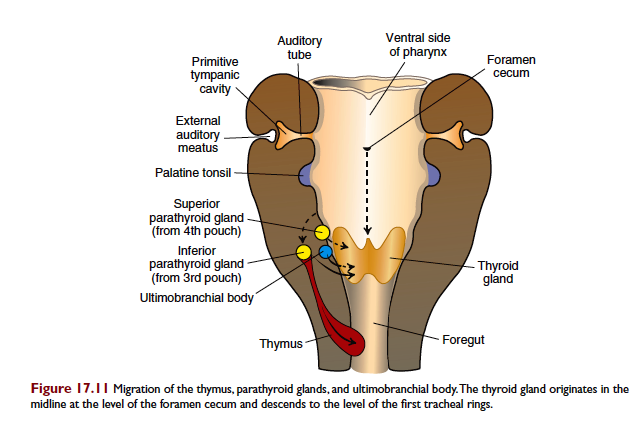 Auditory
tube
Ventral side
of pharynx
Primitive
tympanic
cavity
Foramen
cecum
External
auditory
meatus
Palatine tonsil
Superior
parathyroid gland
(from 4th pouch)
Inferior
parathyroid gland
(from 3rd pouch)
Ultimobranchial body
Thyroid
gland
Thymus
Foregut
Figure 17.11 Migration of the thymus, parathyroid glands, and ultimobranchial body. The thyroid gland originates in the
midline at the level of the foramen cecum and descends to the level of the first tracheal rings.